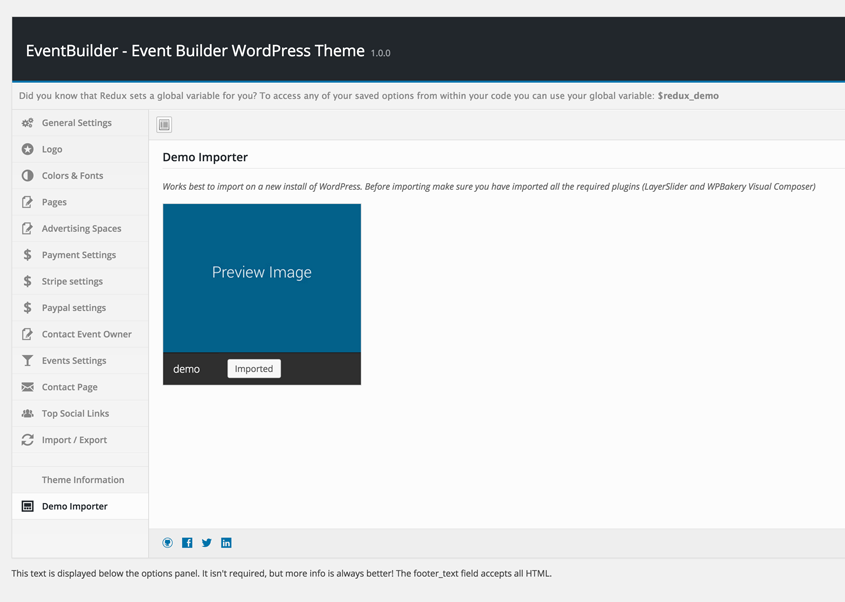 EventBuilder - Event Builder WordPress Theme 1.0.0
Did you know that Redux sets a global variable for you? To access any of your saved options from within your code you can use your global variable: $redux_demo
General Settings
Logo
Colors & Fonts
Pages
Advertising Spaces
Payment Settings
Stripe settings
Paypal settings
Contact Event Owner
Events Settings
Contact Page
Top Social Links
Import / Export
Theme Information
Demo Importer
Demo Importer
Works best to import on a new install of WordPress. Before importing make sure you have imported all the required plugins (LayerSlider and WPBakery Visual Composer)
Preview Image
demo Imported
This text is displayed below the options panel. It isn't required, but more info is always better! The footer_text field accepts all HTML.